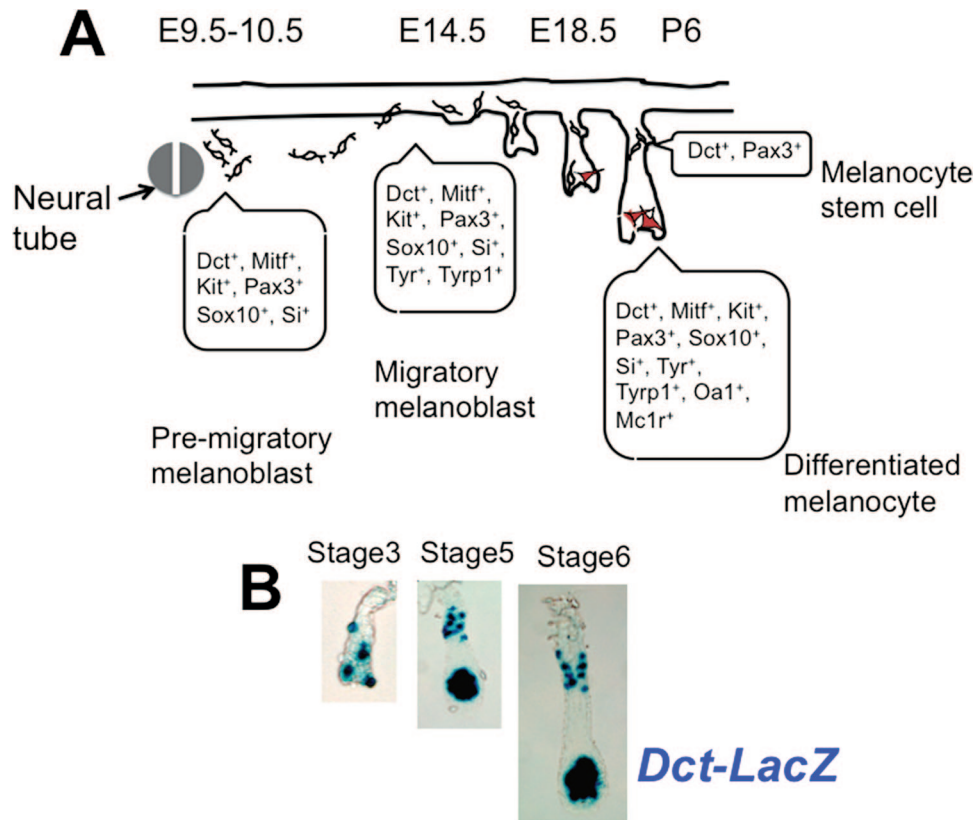 A
E9.5-10.5 E14.5 E18.5 P6
Neural
tube
Dct⁺, Mitf⁺,
Kit⁺, Pax3⁺
Sox10⁺, Si⁺
Pre-migratory
melanoblast
Dct⁺, Mitf⁺,
Kit⁺, Pax3⁺,
Sox10⁺, Si⁺,
Tyr⁺, Tyrp1⁺
Migratory
melanoblast
Dct⁺, Pax3⁺
Melanocyte
stem cell
Dct⁺, Mitf⁺, Kit⁺,
Pax3⁺, Sox10⁺,
Si⁺, Tyr⁺,
Tyrp1⁺, Oa1⁺,
Mc1r⁺
Differentiated
melanocyte
B
Stage3 Stage5 Stage6
Dct-LacZ